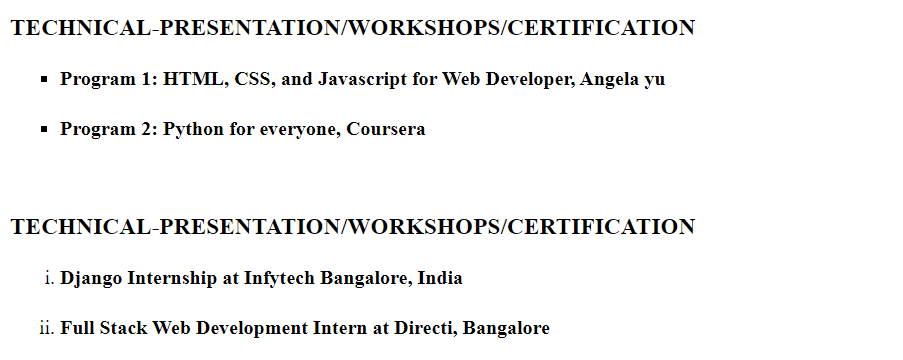 TECHNICAL-PRESENTATION/WORKSHOPS/CERTIFICATION
▪ Program 1: HTML, CSS, and Javascript for Web Developer, Angela yu
▪ Program 2: Python for everyone, Coursera
TECHNICAL-PRESENTATION/WORKSHOPS/CERTIFICATION
i. Django Internship at Infytech Bangalore, India
ii. Full Stack Web Development Intern at Directi, Bangalore